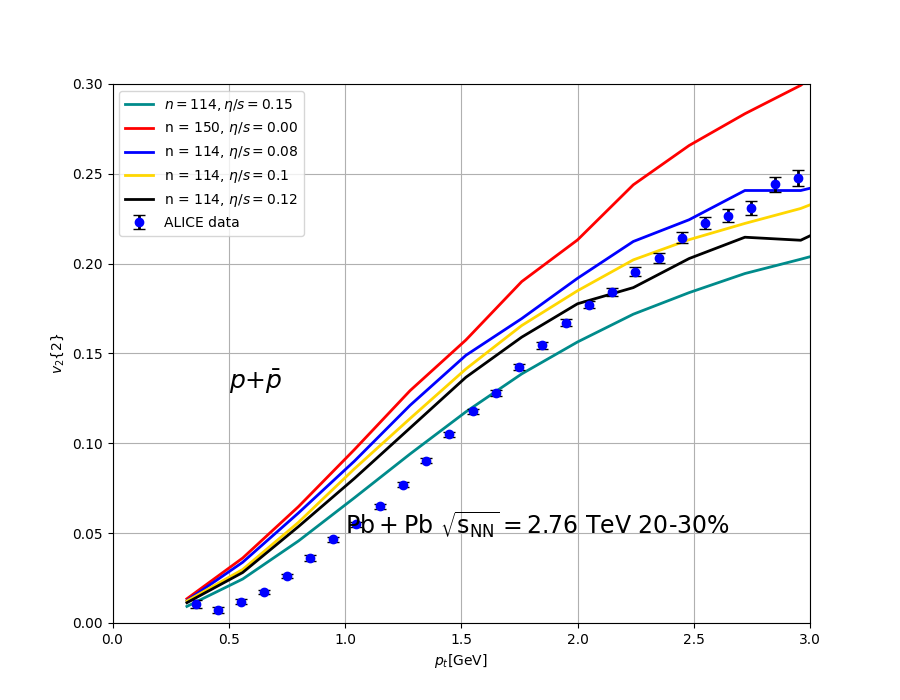 0.30
0.25
0.20
0.15
0.10
0.05
0.00
v₂{2}
n = 114, η/s = 0.15
n = 150, η/s = 0.00
n = 114, η/s = 0.08
n = 114, η/s = 0.1
n = 114, η/s = 0.12
ALICE data
p+p̄
Pb + Pb √sNN = 2.76 TeV 20-30%
0.0 0.5 1.0 1.5 2.0 2.5 3.0
pₜ[GeV]